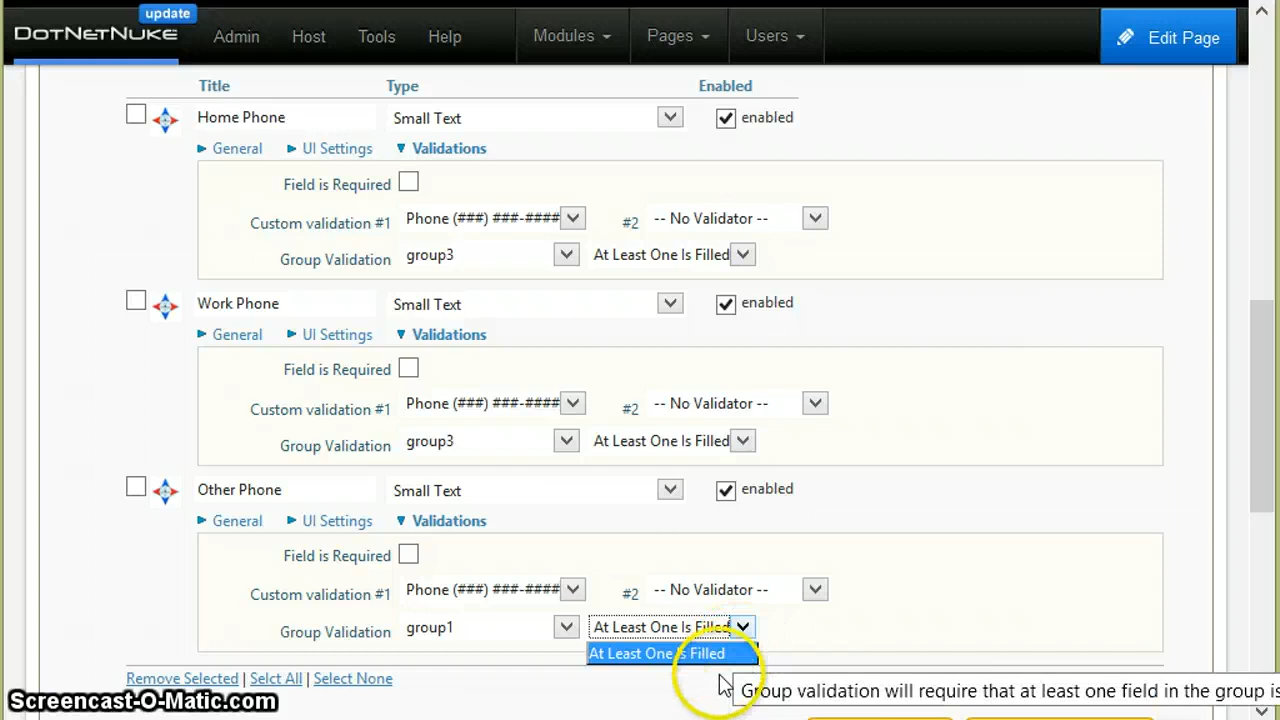 update
DOTNETNUKE Admin Host Tools Help Modules Pages Users Edit Page
Title Type Enabled
Home Phone Small Text enabled
General UI Settings Validations
Field is Required
Custom validation #1 Phone (###) ###-#### #2 -- No Validator --
Group Validation group3 At Least One Is Filled
Work Phone Small Text enabled
General UI Settings Validations
Field is Required
Custom validation #1 Phone (###) ###-#### #2 -- No Validator --
Group Validation group3 At Least One Is Filled
Other Phone Small Text enabled
General UI Settings Validations
Field is Required
Custom validation #1 Phone (###) ###-#### #2 -- No Validator --
Group Validation group1 At Least One Is Filled
At Least One Is Filled
Remove Selected | Selct All | Select None
Group validation will require that at least one field in the group is
Screencast-O-Matic.com